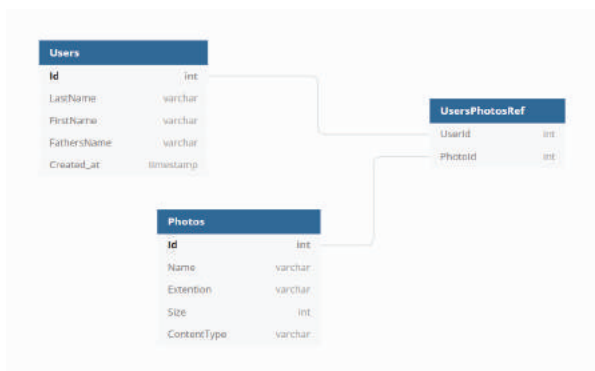 Users
Id int
LastName varchar
FirstName varchar
FathersName varchar
Created_at timestamp
UsersPhotosRef
UserId int
PhotoId int
Photos
Id int
Name varchar
Extention varchar
Size int
ContentType varchar